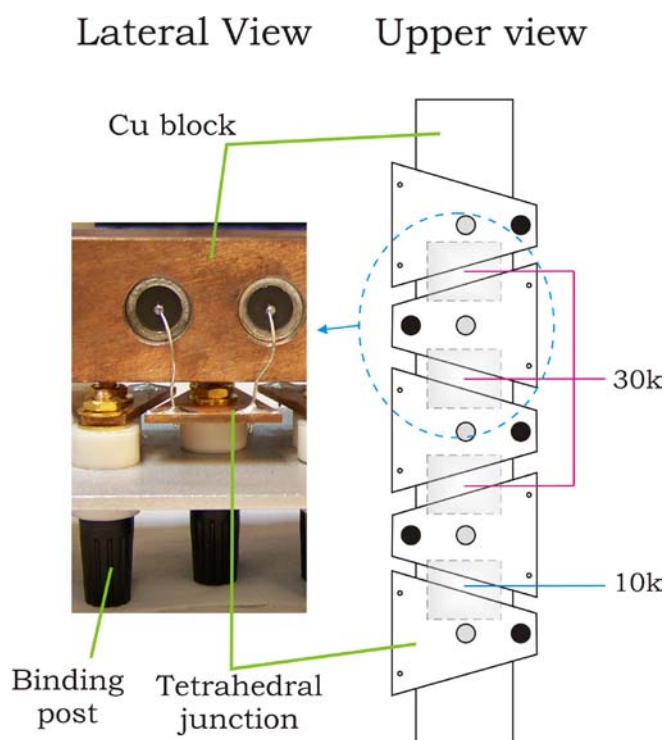 Lateral View
Upper view
Cu block
30k
10k
Binding
post
Tetrahedral
junction